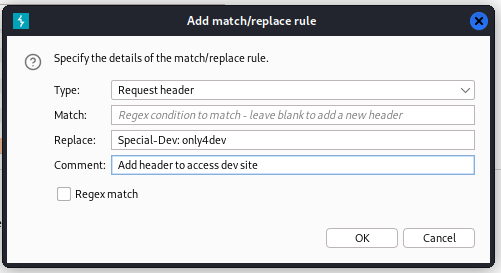 Add match/replace rule
Specify the details of the match/replace rule.
Type: Request header
Match: Regex condition to match - leave blank to add a new header
Replace: Special-Dev: only4dev
Comment: Add header to access dev site
Regex match
OK Cancel